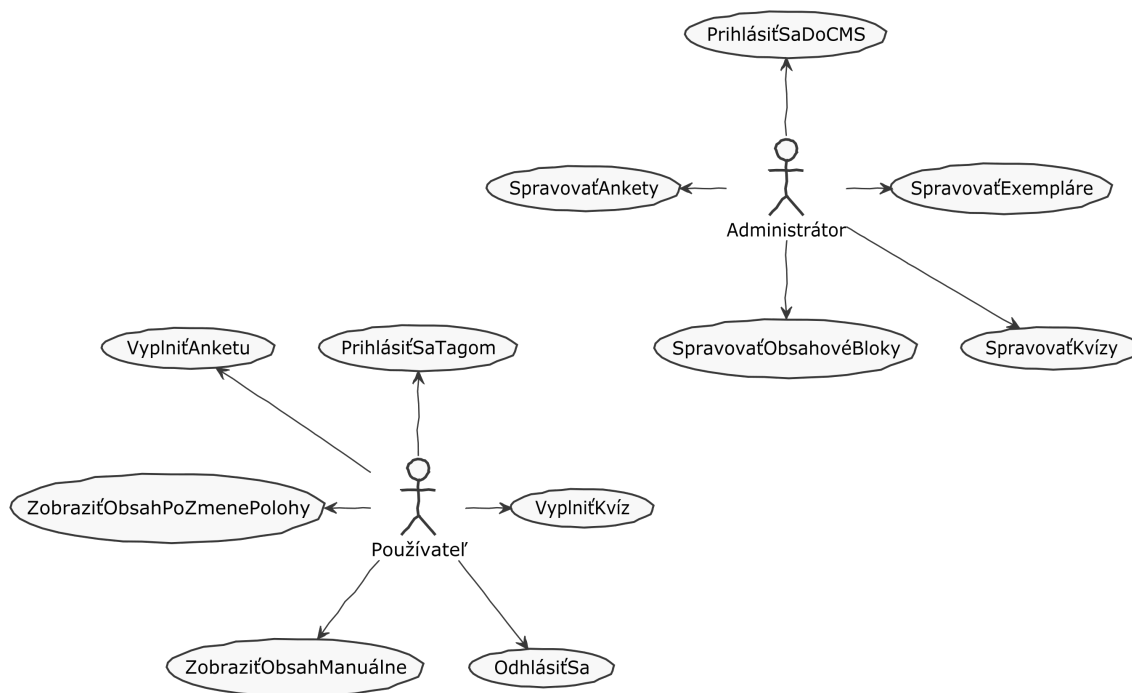 PrihlásiťSaDoCMS
SpravovaťAnkety
SpravovaťExempláre
Administrátor
SpravovaťObsahovéBloky
SpravovaťKvízy
VyplniťAnketu
PrihlásiťSaTagom
ZobraziťObsahPoZmenePolohy
VyplniťKvíz
Používateľ
ZobraziťObsahManuálne
OdhlásiťSa